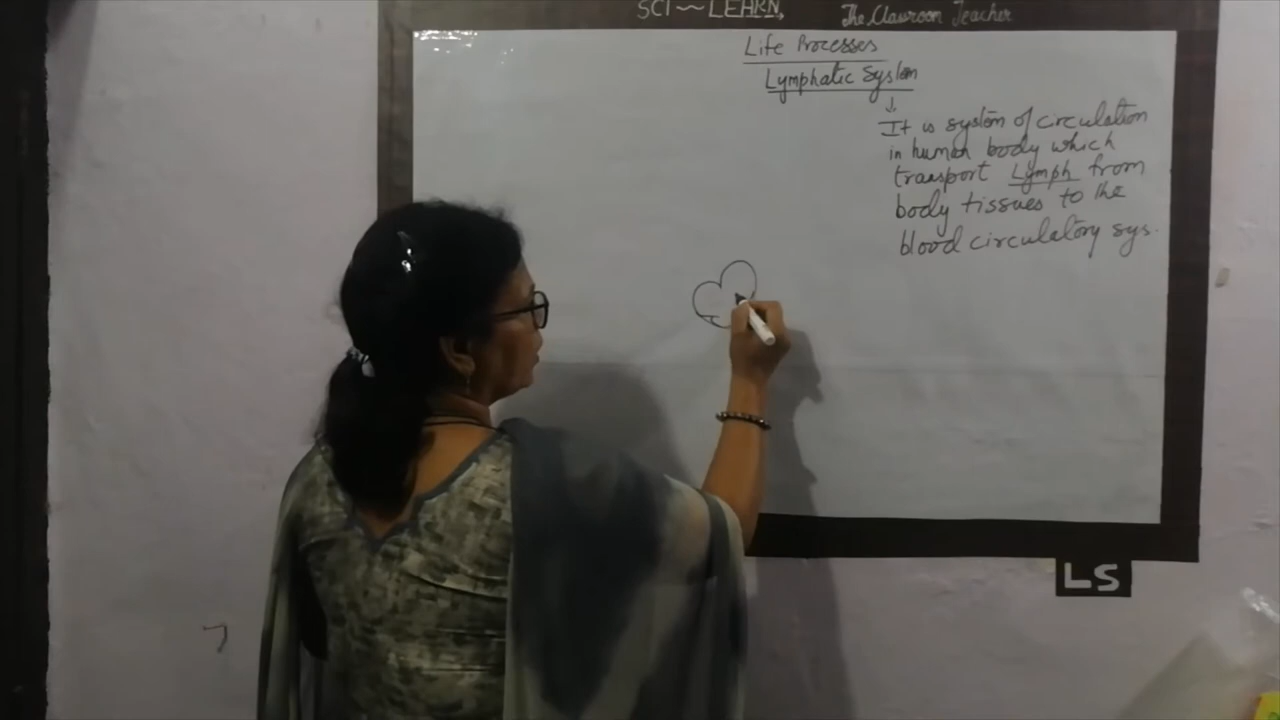 SCI~LEARN,
The Classroom Teacher
Life Processes
Lymphatic System
↓
It is system of circulation
in human body which
transport Lymph from
body tissues to the
blood circulatory sys.
LS